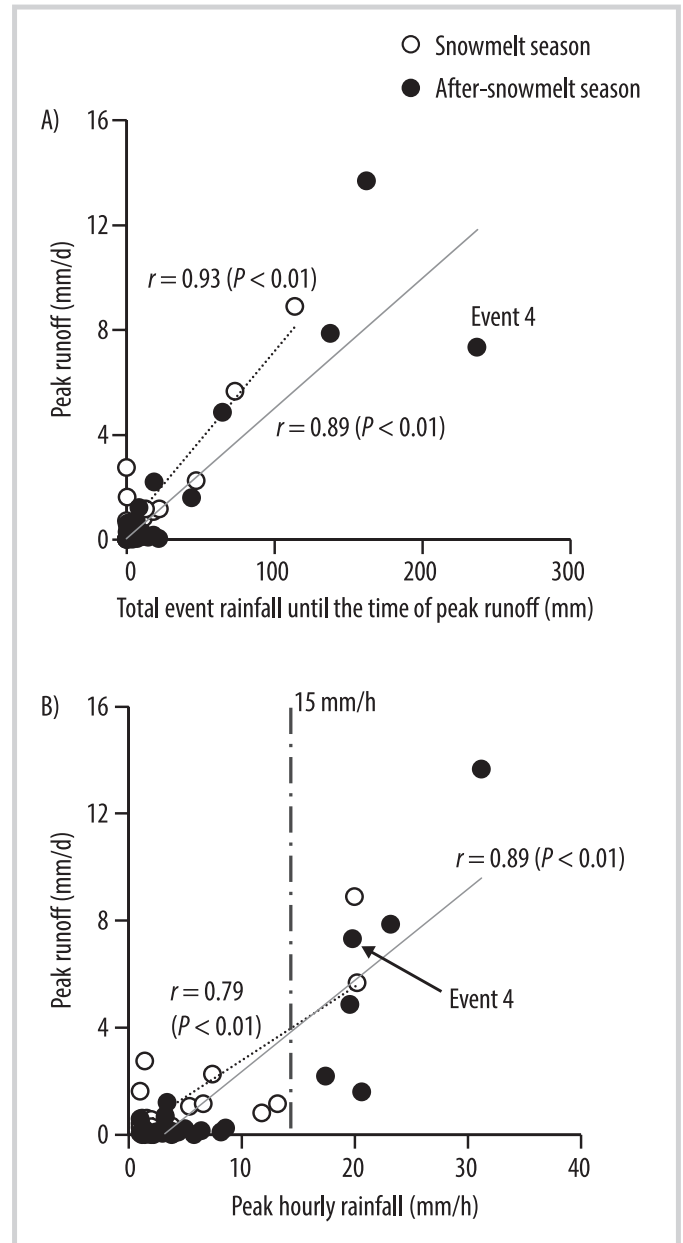 Snowmelt season
After-snowmelt season
A)
16
12
8
4
0
Peak runoff (mm/d)
r = 0.93 (P < 0.01)
Event 4
r = 0.89 (P < 0.01)
0
100
200
300
Total event rainfall until the time of peak runoff (mm)
B)
16
12
8
4
0
Peak runoff (mm/d)
15 mm/h
r = 0.89 (P < 0.01)
r = 0.79
(P < 0.01)
Event 4
0
10
20
30
40
Peak hourly rainfall (mm/h)